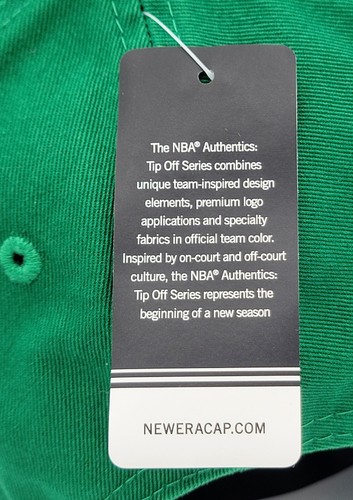 The NBA® Authentics:
Tip Off Series combines
unique team-inspired design
elements, premium logo
applications and specialty
fabrics in official team color.
Inspired by on-court and off-court
culture, the NBA® Authentics:
Tip Off Series represents the
beginning of a new season
NEWERACAP.COM